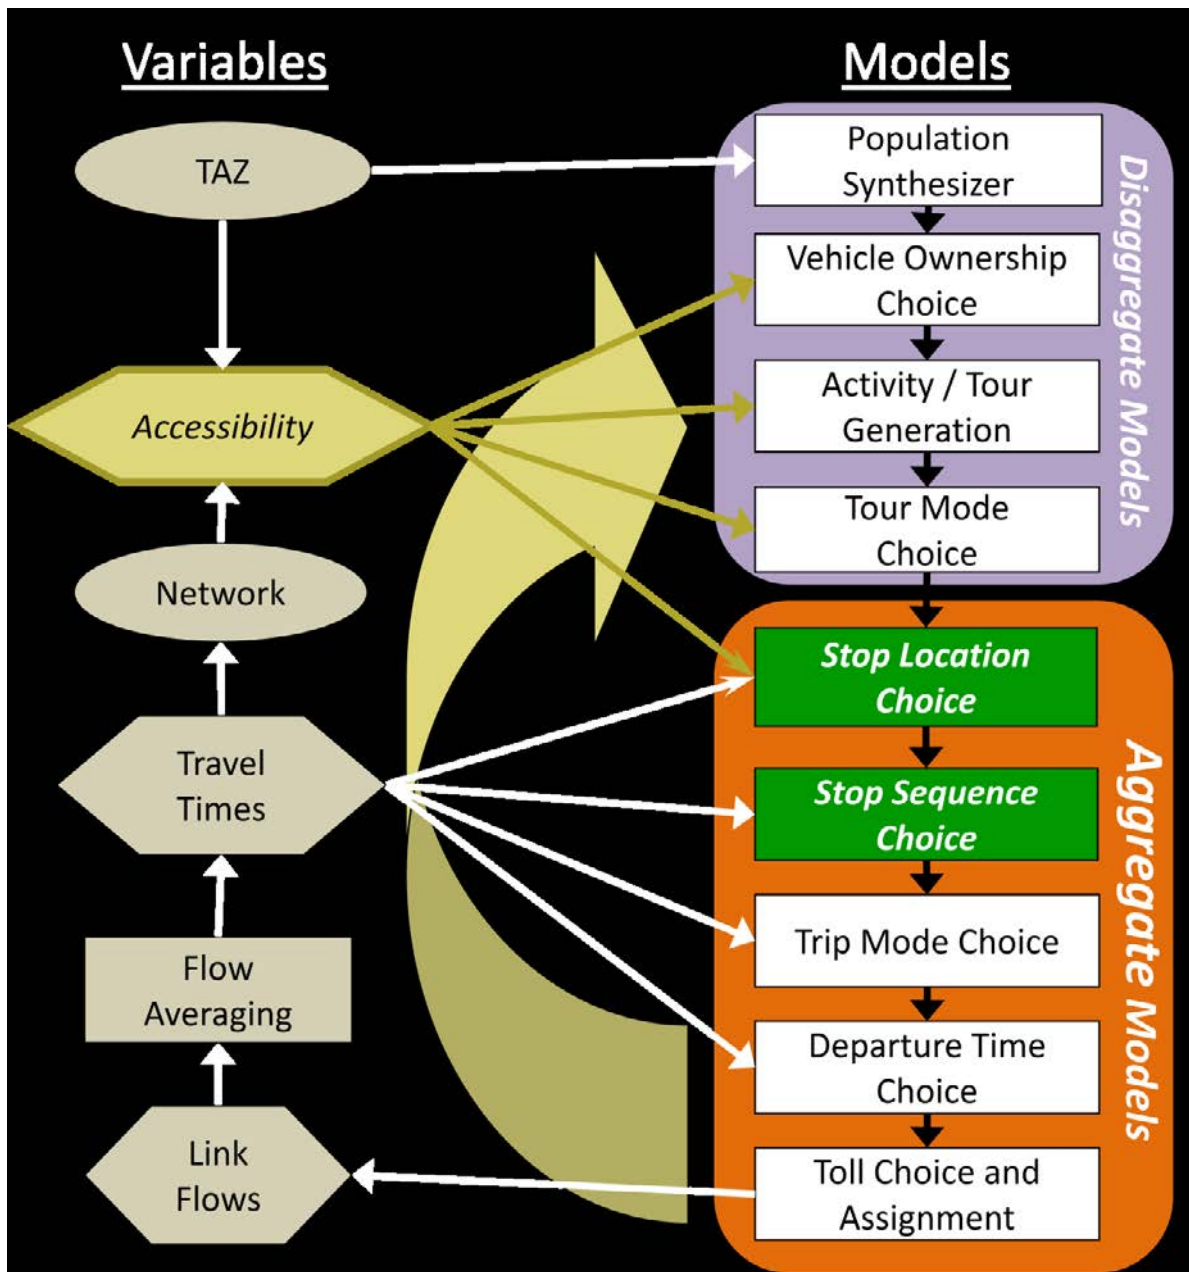 Variables
Models
TAZ
Population
Synthesizer
Vehicle Ownership
Choice
Accessibility
Activity / Tour
Generation
Tour Mode
Choice
Disaggregate Models
Network
Stop Location
Choice
Travel
Times
Stop Sequence
Choice
Flow
Averaging
Trip Mode Choice
Departure Time
Choice
Link
Flows
Toll Choice and
Assignment
Aggregate Models